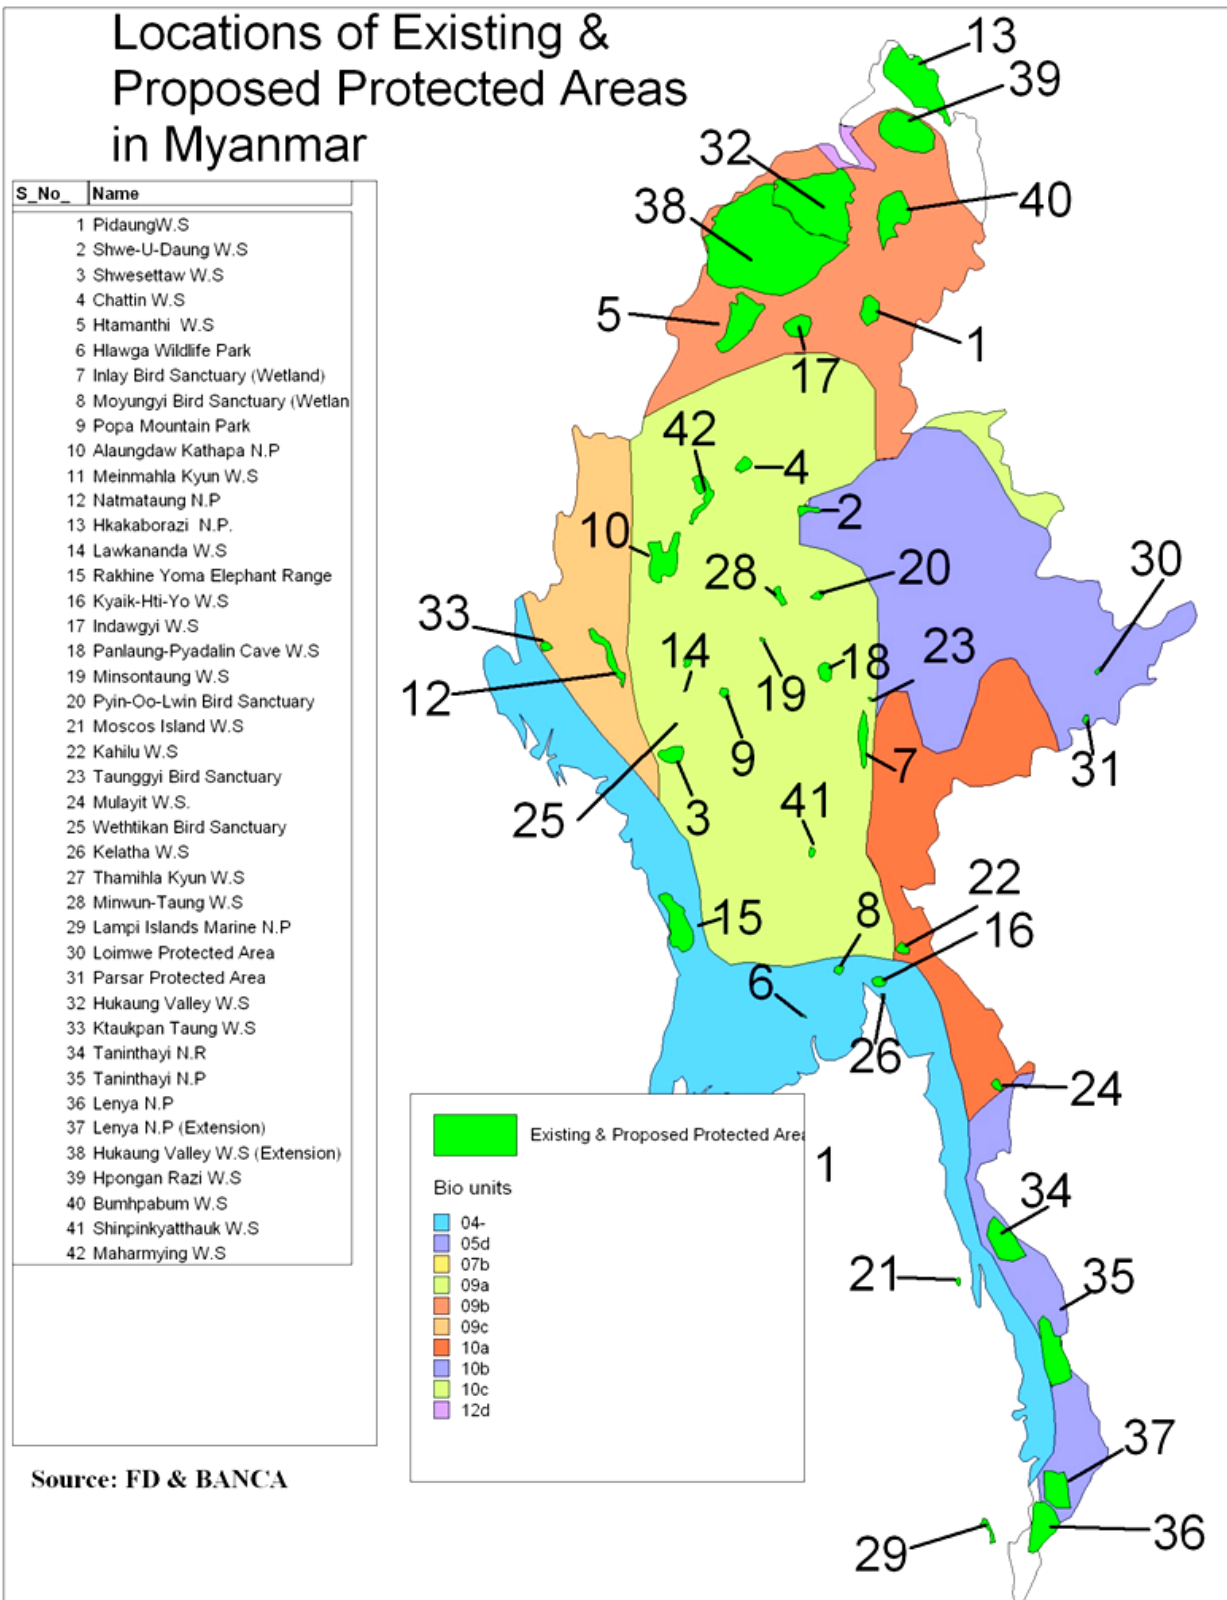 Locations of Existing &
Proposed Protected Areas
in Myanmar
S_No_ Name
1 PidaungW.S
2 Shwe-U-Daung W.S
3 Shwesettaw W.S
4 Chattin W.S
5 Htamanthi W.S
6 Hlawga Wildlife Park
7 Inlay Bird Sanctuary (Wetland)
8 Moyungyi Bird Sanctuary (Wetlan
9 Popa Mountain Park
10 Alaungdaw Kathapa N.P
11 Meinmahla Kyun W.S
12 Natmataung N.P
13 Hkakaborazi N.P.
14 Lawkananda W.S
15 Rakhine Yoma Elephant Range
16 Kyaik-Hti-Yo W.S
17 Indawgyi W.S
18 Panlaung-Pyadalin Cave W.S
19 Minsontaung W.S
20 Pyin-Oo-Lwin Bird Sanctuary
21 Moscos Island W.S
22 Kahilu W.S
23 Taunggyi Bird Sanctuary
24 Mulayit W.S.
25 Wethtikan Bird Sanctuary
26 Kelatha W.S
27 Thamihla Kyun W.S
28 Minwun-Taung W.S
29 Lampi Islands Marine N.P
30 Loimwe Protected Area
31 Parsar Protected Area
32 Hukaung Valley W.S
33 Ktaukpan Taung W.S
34 Taninthayi N.R
35 Taninthayi N.P
36 Lenya N.P
37 Lenya N.P (Extension)
38 Hukaung Valley W.S (Extension)
39 Hpongan Razi W.S
40 Bumhpabum W.S
41 Shinpinkyatthauk W.S
42 Maharmying W.S
Source: FD & BANCA
13
39
32
40
38
5
1
17
42
4
2
10
30
28
20
33
23
14
18
12
19
9
7
31
25
3
41
22
15
8
16
6
26
24
Existing & Proposed Protected Area
1
Bio units
04-
05d
07b
09a
09b
09c
10a
10b
10c
12d
34
21
35
37
29
36